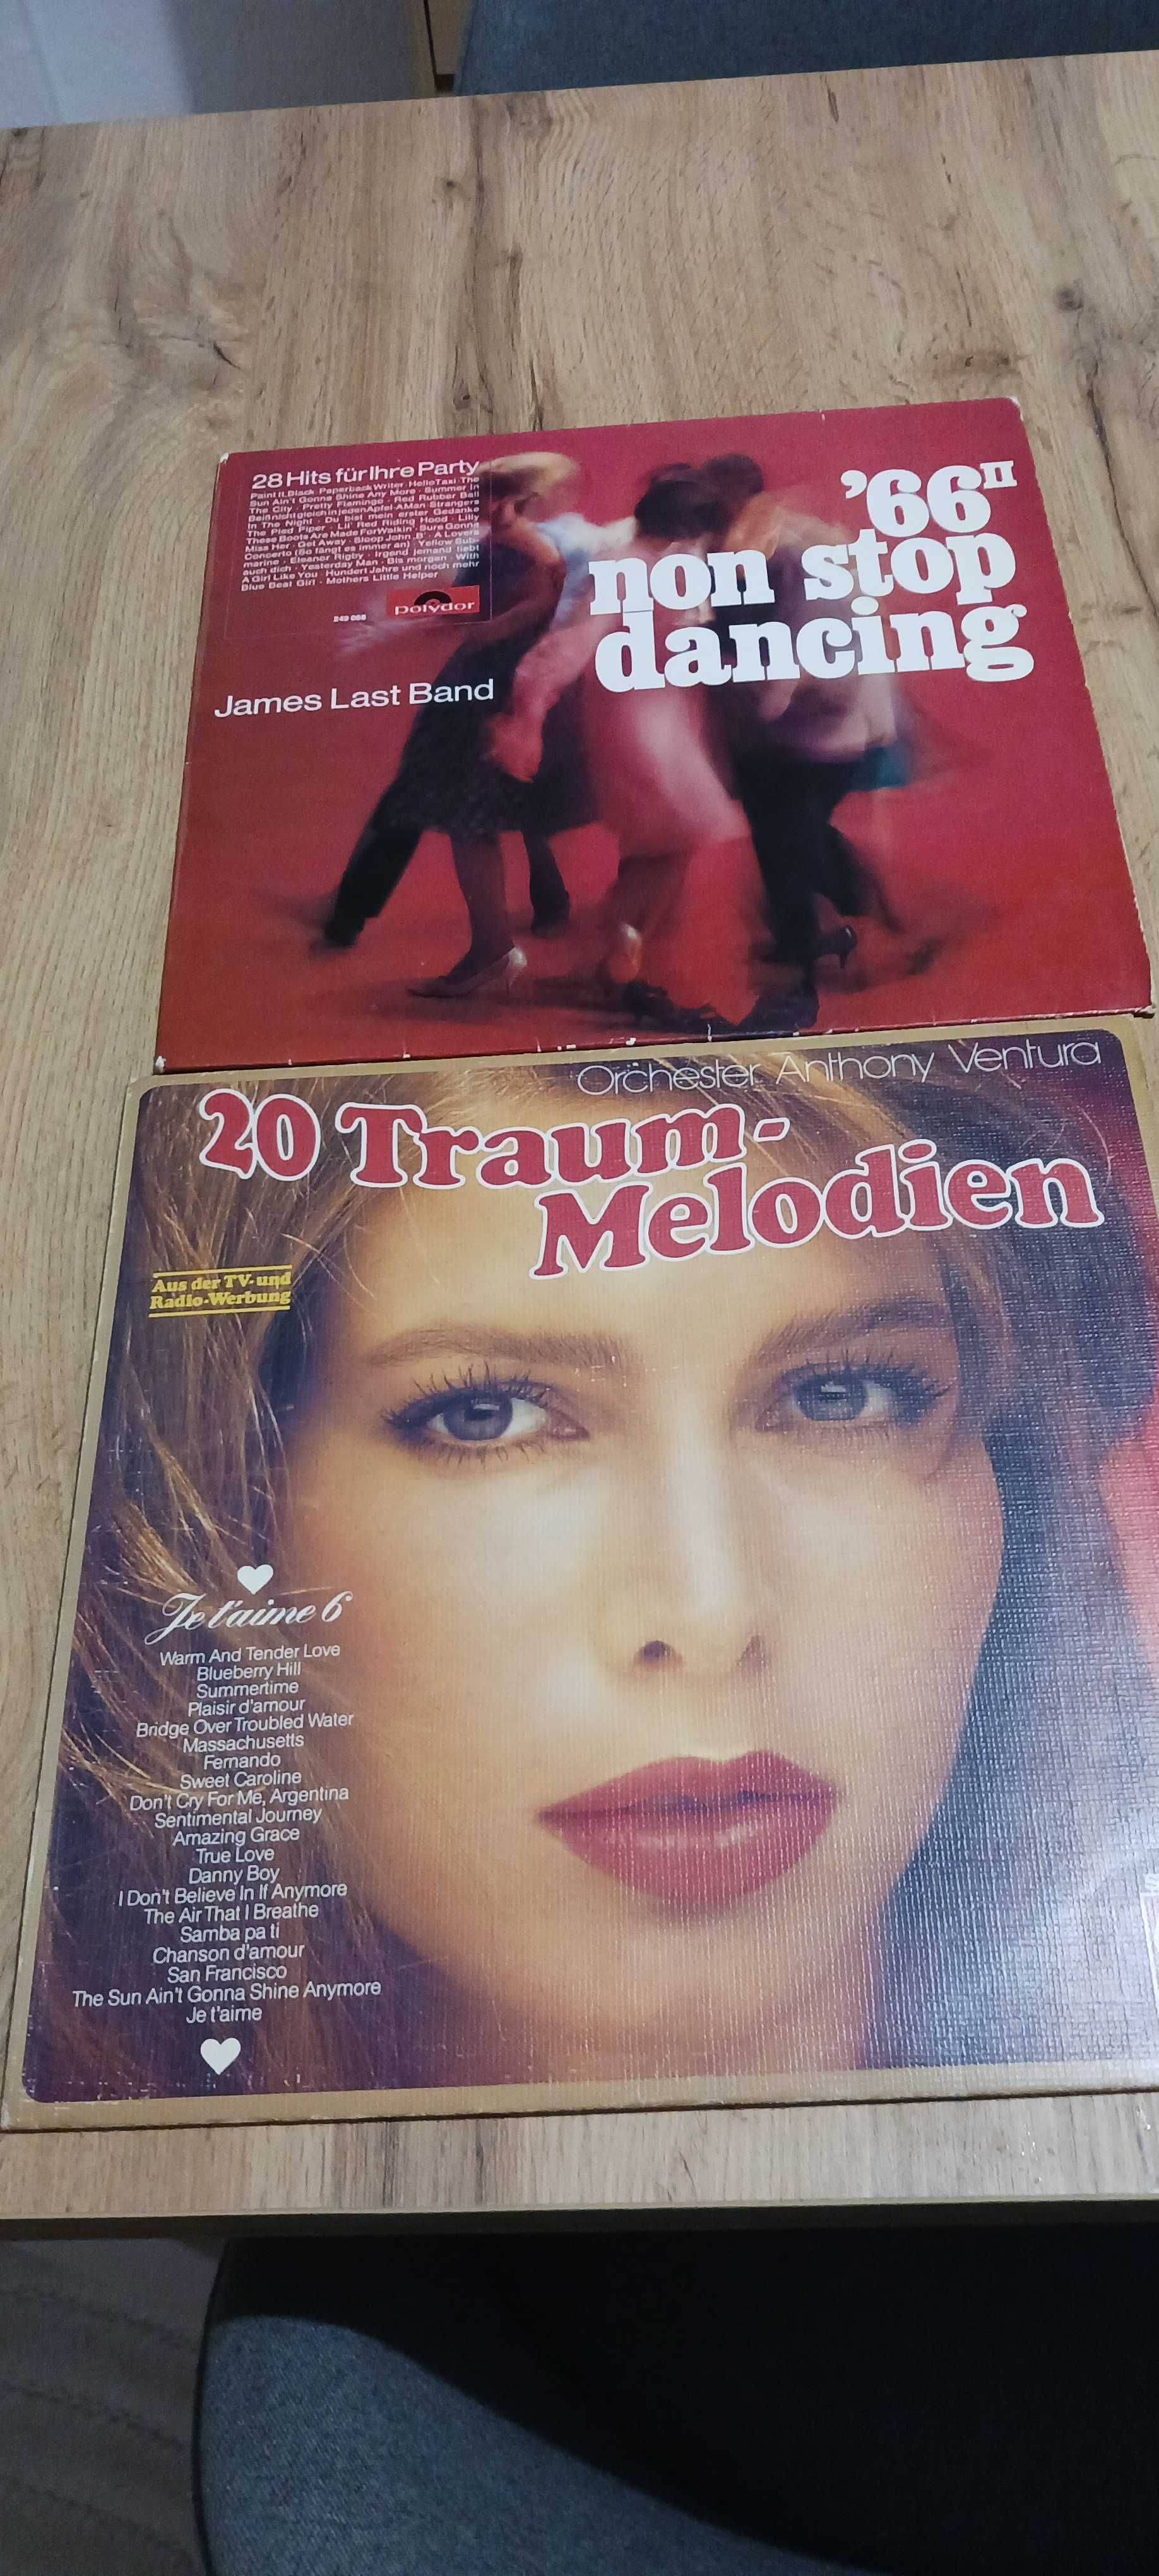 28 Hits für Ihre Party
Paint It, Black · Paperback Writer · Hello Taxi · The
Sun Ain't Gonna Shine Any More · Summer In
The City · Pretty Flamingo · Red Rubber Ball
Beiß nicht gleich in jeden Apfel · A Man · Strangers
In The Night · Du bist mein erster Gedanke
The Pied Piper · Lil' Red Riding Hood · Lilly
These Boots Are Made For Walkin' · Sure Gonna
Miss Her · Get Away · Sloop John „B“ · A Lovers
Concerto (So fängt es immer an) · Yellow Sub-
marine · Eleanor Rigby · Irgend jemand liebt
auch dich · Yesterday Man · Bis morgen · With
A Girl Like You · Hundert Jahre und noch mehr
Blue Beat Girl · Mothers Little Helper
polydor
249 088
James Last Band
'66 II
non stop
dancing
Orchester Anthony Ventura
20 Traum-
Melodien
Aus der TV- und
Radio-Werbung
Je t'aime 6
Warm And Tender Love
Blueberry Hill
Summertime
Plaisir d'amour
Bridge Over Troubled Water
Massachusetts
Fernando
Sweet Caroline
Don't Cry For Me, Argentina
Sentimental Journey
Amazing Grace
True Love
Danny Boy
I Don't Believe In If Anymore
The Air That I Breathe
Samba pa ti
Chanson d'amour
San Francisco
The Sun Ain't Gonna Shine Anymore
Je t'aime